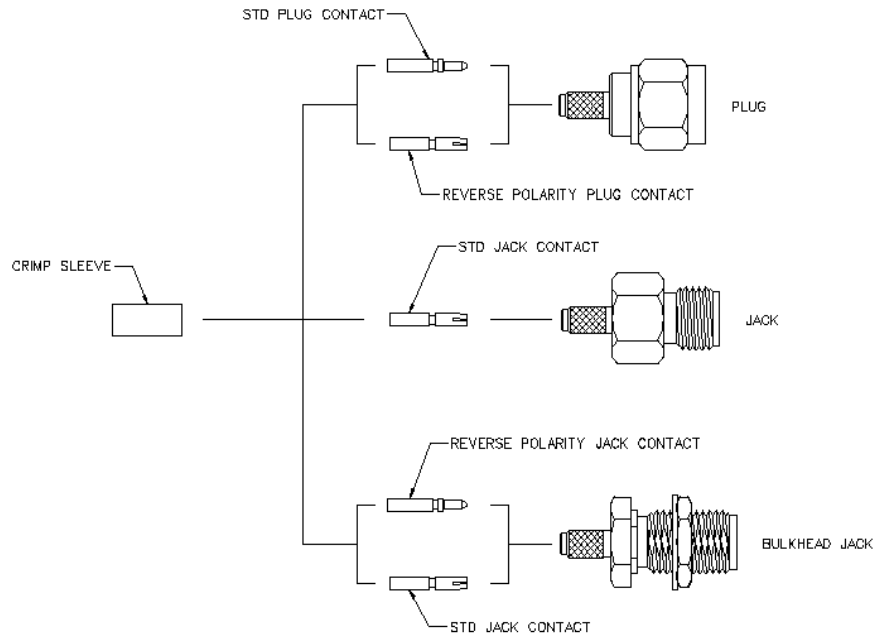 STD PLUG CONTACT
PLUG
REVERSE POLARITY PLUG CONTACT
STD JACK CONTACT
CRIMP SLEEVE
JACK
REVERSE POLARITY JACK CONTACT
BULKHEAD JACK
STD JACK CONTACT